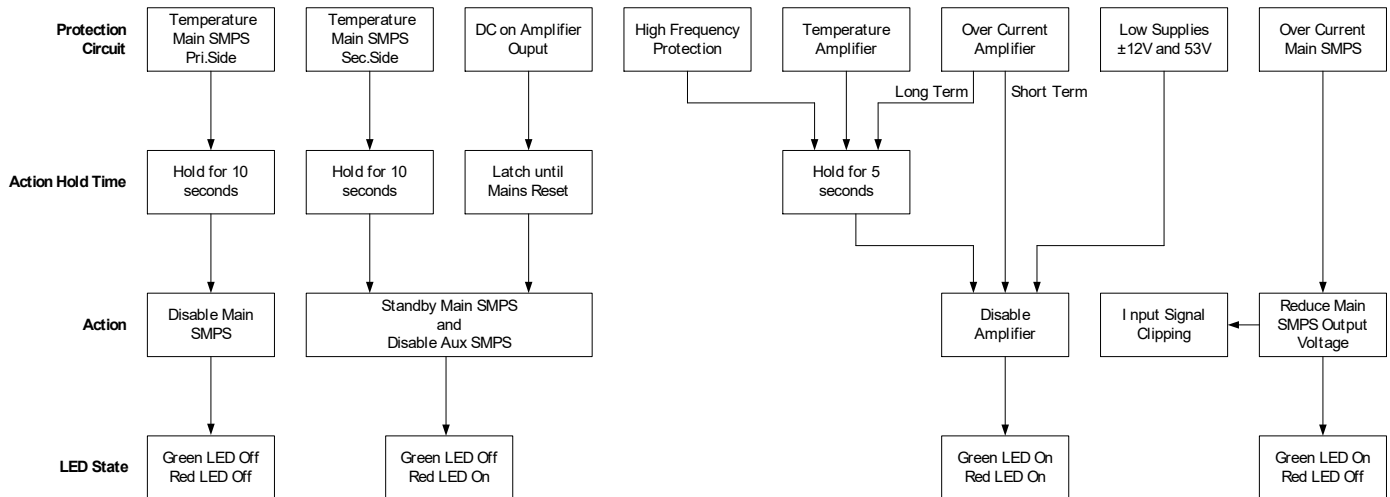 Protection
Circuit
Temperature
Main SMPS
Pri.Side
Temperature
Main SMPS
Sec.Side
DC on Amplifier
Ouput
High Frequency
Protection
Temperature
Amplifier
Over Current
Amplifier
Low Supplies
±12V and 53V
Over Current
Main SMPS
Long Term
Short Term
Action Hold Time
Hold for 10
seconds
Hold for 10
seconds
Latch until
Mains Reset
Hold for 5
seconds
Action
Disable Main
SMPS
Standby Main SMPS
and
Disable Aux SMPS
Disable
Amplifier
Input Signal
Clipping
Reduce Main
SMPS Output
Voltage
LED State
Green LED Off
Red LED Off
Green LED Off
Red LED On
Green LED On
Red LED On
Green LED On
Red LED Off